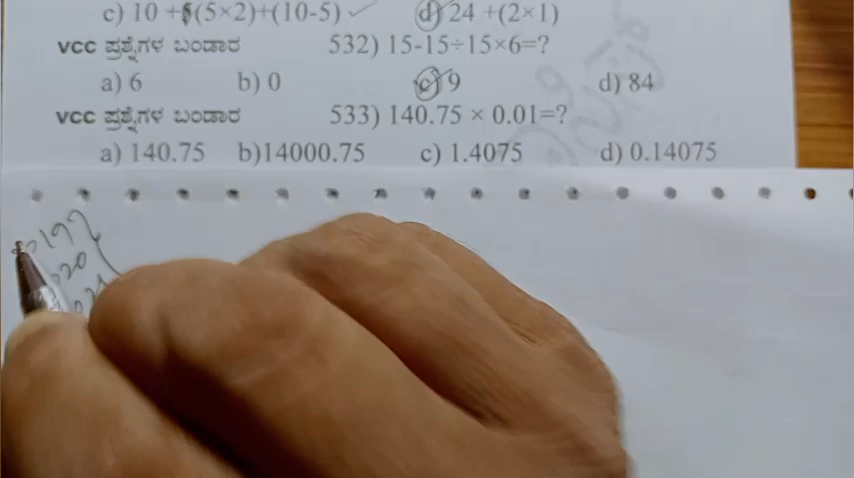 c) 10 +6(5×2)+(10-5) ✓ d) 24 +(2×1)
vcc ಪ್ರಶ್ನೆಗಳ ಬಂಡಾರ 532) 15-15÷15×6=?
a) 6 b) 0 c) 9 d) 84
vcc ಪ್ರಶ್ನೆಗಳ ಬಂಡಾರ 533) 140.75 × 0.01=?
a) 140.75 b)14000.75 c) 1.4075 d) 0.14075